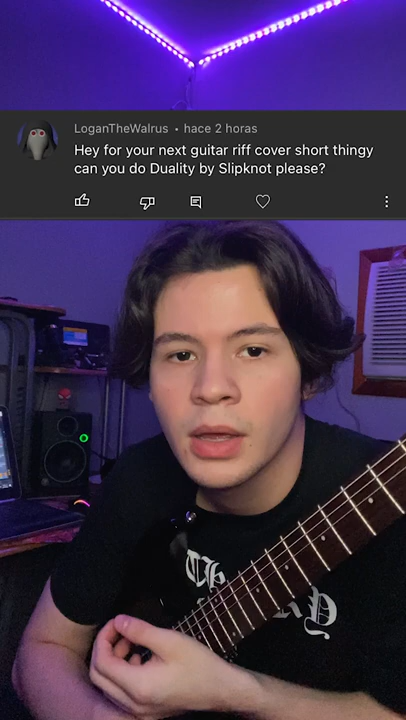 LoganTheWalrus • hace 2 horas
Hey for your next guitar riff cover short thingy
can you do Duality by Slipknot please?